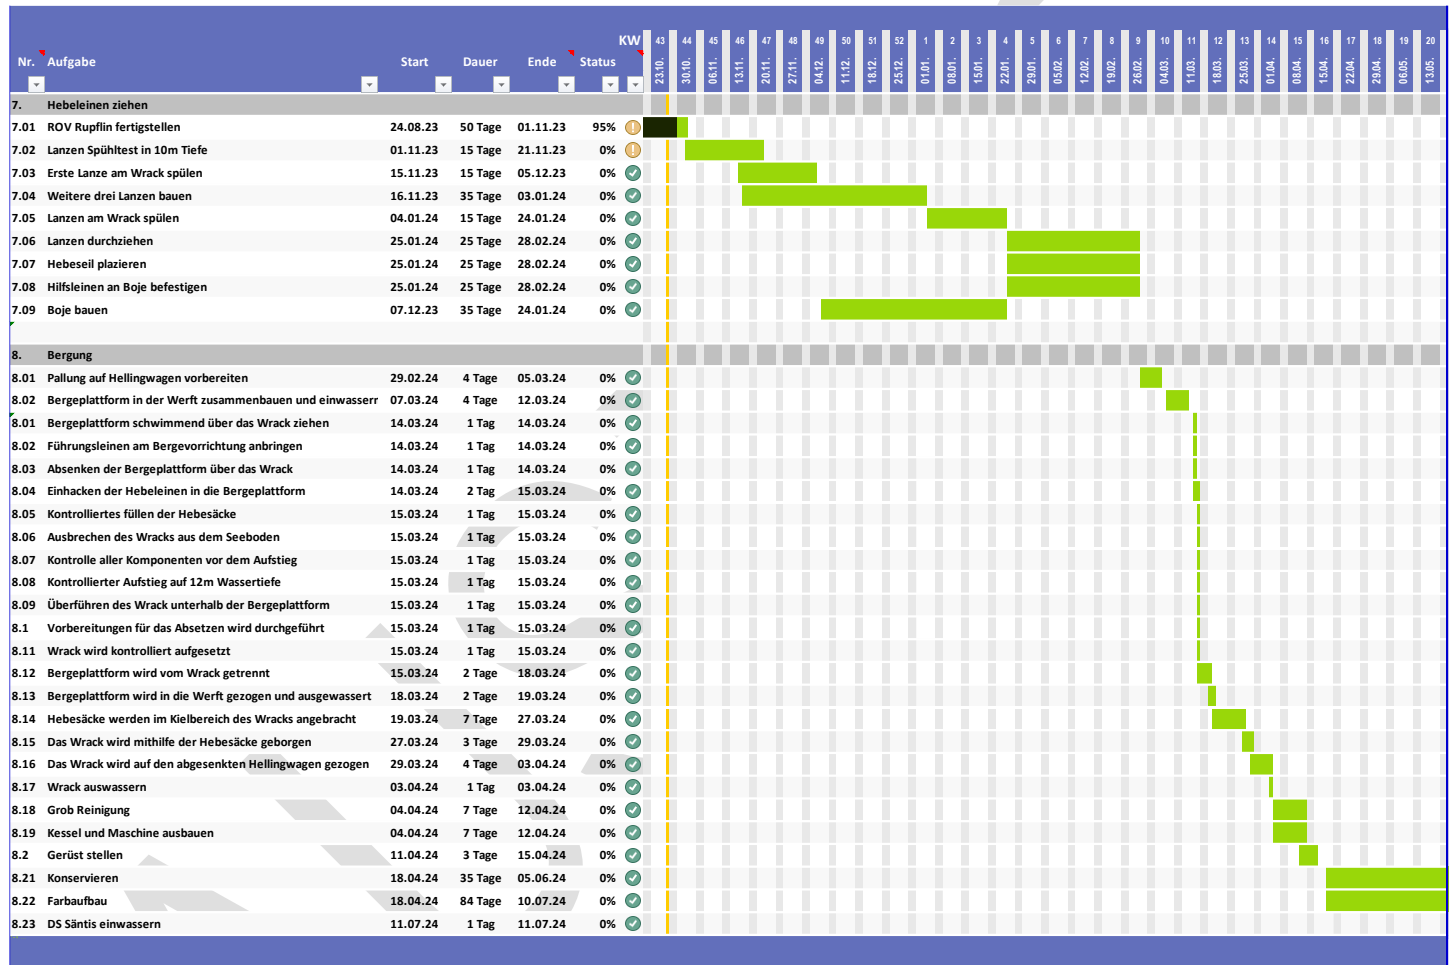 KW 43 44 45 46 47 48 49 50 51 52 1 2 3 4 5 6 7 8 9 10 11 12 13 14 15 16 17 18 19 20
Nr. Aufgabe Start Dauer Ende Status 23.10. 30.10. 06.11. 13.11. 20.11. 27.11. 04.12. 11.12. 18.12. 25.12. 01.01. 08.01. 15.01. 22.01. 29.01. 05.02. 12.02. 19.02. 26.02. 04.03. 11.03. 18.03. 25.03. 01.04. 08.04. 15.04. 22.04. 29.04. 06.05. 13.05.
7. Hebeleinen ziehen
7.01 ROV Rupflin fertigstellen 24.08.23 50 Tage 01.11.23 95%
7.02 Lanzen Spühltest in 10m Tiefe 01.11.23 15 Tage 21.11.23 0%
7.03 Erste Lanze am Wrack spülen 15.11.23 15 Tage 05.12.23 0%
7.04 Weitere drei Lanzen bauen 16.11.23 35 Tage 03.01.24 0%
7.05 Lanzen am Wrack spülen 04.01.24 15 Tage 24.01.24 0%
7.06 Lanzen durchziehen 25.01.24 25 Tage 28.02.24 0%
7.07 Hebeseil plazieren 25.01.24 25 Tage 28.02.24 0%
7.08 Hilfsleinen an Boje befestigen 25.01.24 25 Tage 28.02.24 0%
7.09 Boje bauen 07.12.23 35 Tage 24.01.24 0%
8. Bergung
8.01 Pallung auf Hellingwagen vorbereiten 29.02.24 4 Tage 05.03.24 0%
8.02 Bergeplattform in der Werft zusammenbauen und einwassern 07.03.24 4 Tage 12.03.24 0%
8.01 Bergeplattform schwimmend über das Wrack ziehen 14.03.24 1 Tag 14.03.24 0%
8.02 Führungsleinen am Bergevorrichtung anbringen 14.03.24 1 Tag 14.03.24 0%
8.03 Absenken der Bergeplattform über das Wrack 14.03.24 1 Tag 14.03.24 0%
8.04 Einhacken der Hebeleinen in die Bergeplattform 14.03.24 2 Tag 15.03.24 0%
8.05 Kontrolliertes füllen der Hebesäcke 15.03.24 1 Tag 15.03.24 0%
8.06 Ausbrechen des Wracks aus dem Seeboden 15.03.24 1 Tag 15.03.24 0%
8.07 Kontrolle aller Komponenten vor dem Aufstieg 15.03.24 1 Tag 15.03.24 0%
8.08 Kontrollierter Aufstieg auf 12m Wassertiefe 15.03.24 1 Tag 15.03.24 0%
8.09 Überführen des Wrack unterhalb der Bergeplattform 15.03.24 1 Tag 15.03.24 0%
8.1 Vorbereitungen für das Absetzen wird durchgeführt 15.03.24 1 Tag 15.03.24 0%
8.11 Wrack wird kontrolliert aufgesetzt 15.03.24 1 Tag 15.03.24 0%
8.12 Bergeplattform wird vom Wrack getrennt 15.03.24 2 Tage 18.03.24 0%
8.13 Bergeplattform wird in die Werft gezogen und ausgewassert 18.03.24 2 Tage 19.03.24 0%
8.14 Hebesäcke werden im Kielbereich des Wracks angebracht 19.03.24 7 Tage 27.03.24 0%
8.15 Das Wrack wird mithilfe der Hebesäcke geborgen 27.03.24 3 Tage 29.03.24 0%
8.16 Das Wrack wird auf den abgesenkten Hellingwagen gezogen 29.03.24 4 Tage 03.04.24 0%
8.17 Wrack auswassern 03.04.24 1 Tag 03.04.24 0%
8.18 Grob Reinigung 04.04.24 7 Tage 12.04.24 0%
8.19 Kessel und Maschine ausbauen 04.04.24 7 Tage 12.04.24 0%
8.2 Gerüst stellen 11.04.24 3 Tage 15.04.24 0%
8.21 Konservieren 18.04.24 35 Tage 05.06.24 0%
8.22 Farbaufbau 18.04.24 84 Tage 10.07.24 0%
8.23 DS Säntis einwassern 11.07.24 1 Tag 11.07.24 0%